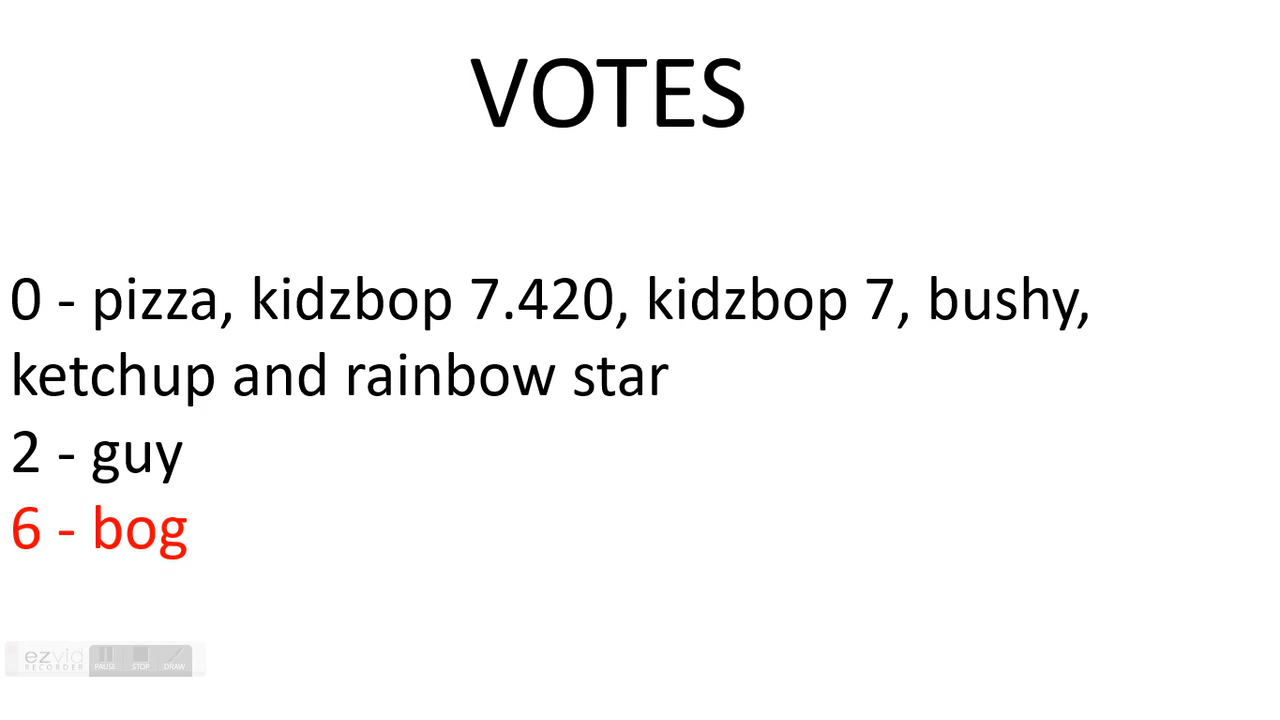 VOTES
0 - pizza, kidzbop 7.420, kidzbop 7, bushy,
ketchup and rainbow star
2 - guy
6 - bog
ezvid
RECORDER
PAUSE STOP DRAW